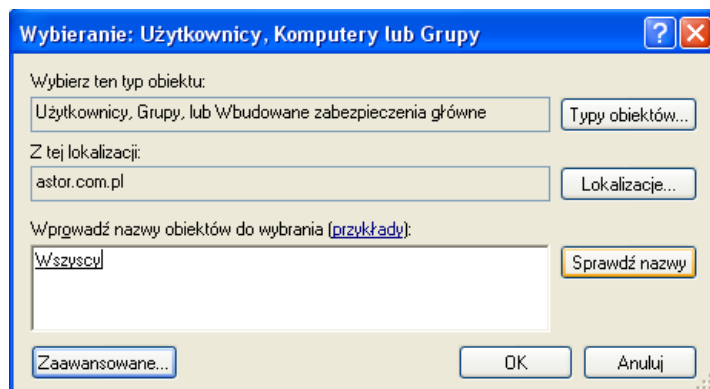 Wybieranie: Użytkownicy, Komputery lub Grupy
Wybierz ten typ obiektu:
Użytkownicy, Grupy, lub Wbudowane zabezpieczenia główne
Typy obiektów...
Z tej lokalizacji:
astor.com.pl
Lokalizacje...
Wprowadź nazwy obiektów do wybrania (przykłady):
Wszyscy
Sprawdź nazwy
Zaawansowane...
OK
Anuluj